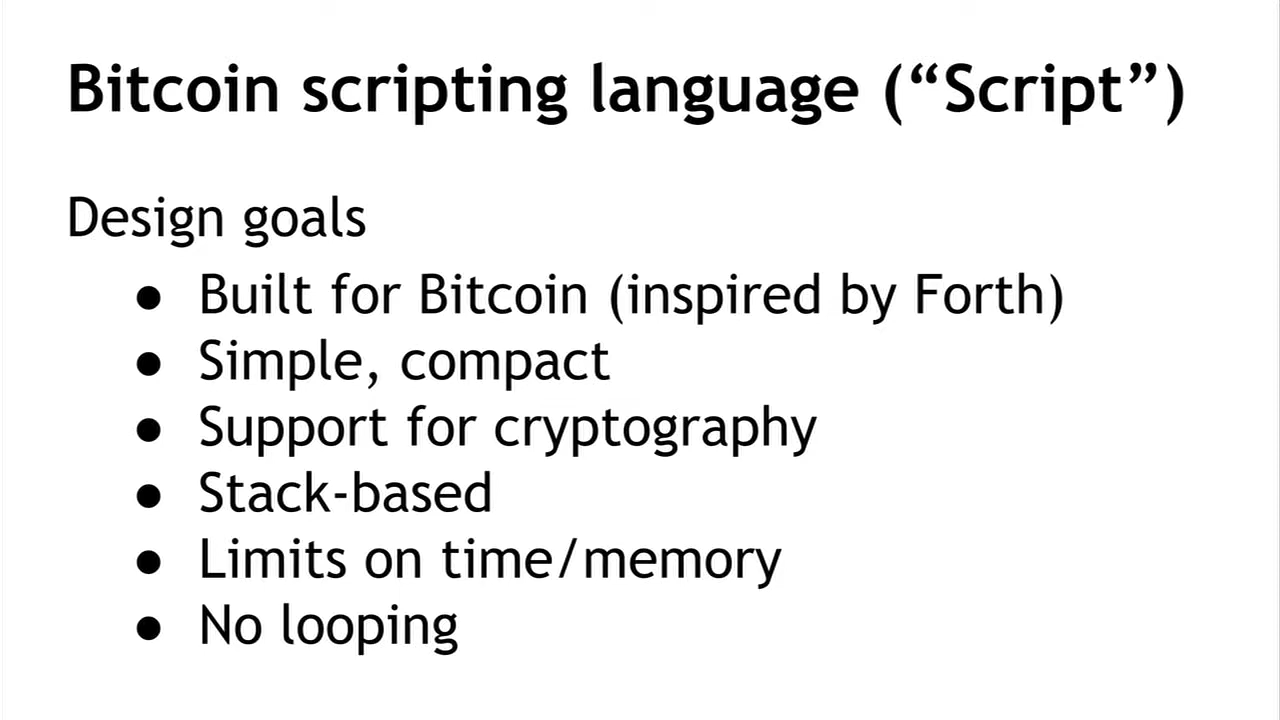 Bitcoin scripting language (“Script”)
Design goals
● Built for Bitcoin (inspired by Forth)
● Simple, compact
● Support for cryptography
● Stack-based
● Limits on time/memory
● No looping